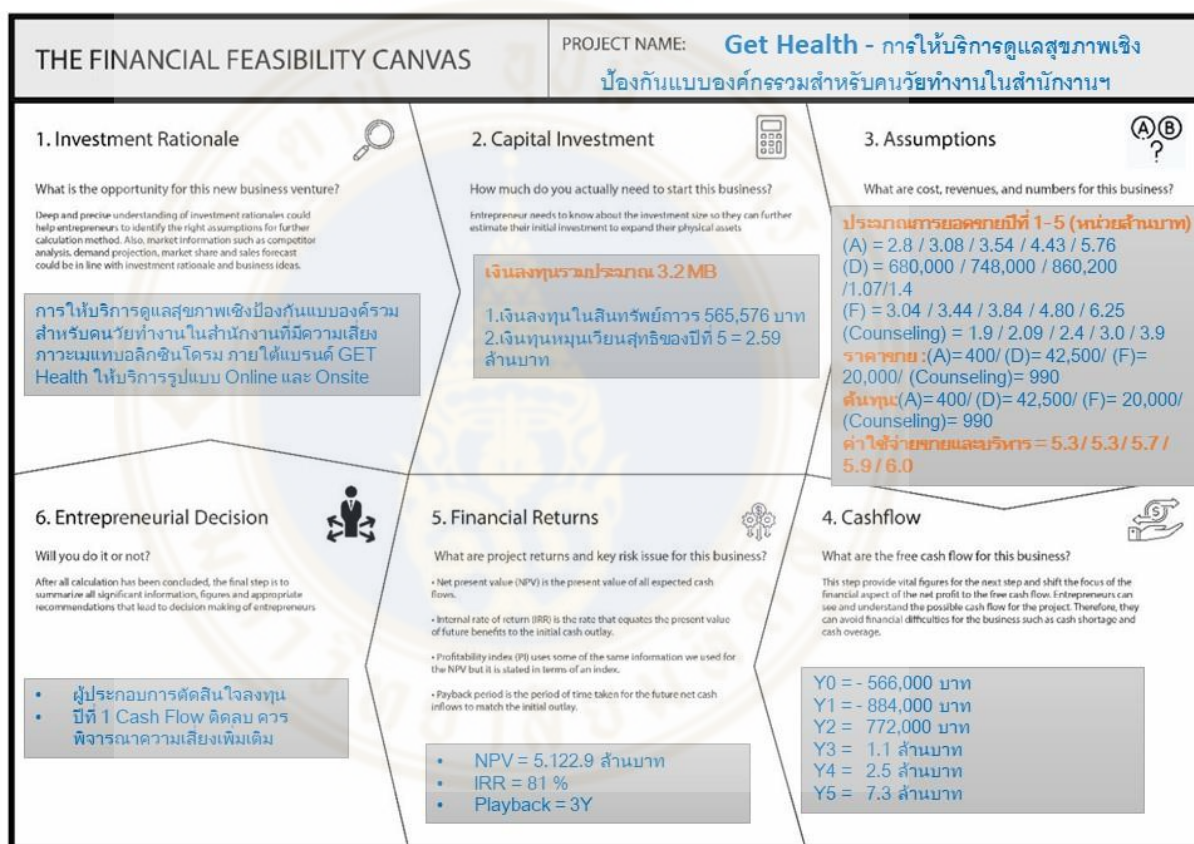 THE FINANCIAL FEASIBILITY CANVAS
PROJECT NAME: Get Health - การให้บริการดูแลสุขภาพเชิง
ป้องกันแบบองค์กรรวมสำหรับคนวัยทำงานในสำนักงานฯ
1. Investment Rationale
What is the opportunity for this new business venture?
Deep and precise understanding of investment rationales could
help entrepreneurs to identify the right assumptions for further
calculation method. Also, market information such as competitor
analysis, demand projection, market share and sales forecast
could be in line with investment rationale and business ideas.
การให้บริการดูแลสุขภาพเชิงป้องกันแบบองค์รวม
สำหรับคนวัยทำงานในสำนักงานที่มีความเสี่ยง
ภาวะเมแทบอลิกซินโดรม ภายใต้แบรนด์ GET
Health ให้บริการรูปแบบ Online และ Onsite
2. Capital Investment
How much do you actually need to start this business?
Entrepreneur needs to know about the investment size so they can further
estimate their initial investment to expand their physical assets
เงินลงทุนรวมประมาณ 3.2 MB
1.เงินลงทุนในสินทรัพย์ถาวร 565,576 บาท
2.เงินทุนหมุนเวียนสุทธิของปีที่ 5 = 2.59
ล้านบาท
3. Assumptions
A B
?
What are cost, revenues, and numbers for this business?
ประมาณการยอดขายปีที่ 1-5 (หน่วยล้านบาท)
(A) = 2.8 / 3.08 / 3.54 / 4.43 / 5.76
(D) = 680,000 / 748,000 / 860,200
/1.07/1.4
(F) = 3.04 / 3.44 / 3.84 / 4.80 / 6.25
(Counseling) = 1.9 / 2.09 / 2.4 / 3.0 / 3.9
ราคาขาย :(A)= 400/ (D)= 42,500/ (F)=
20,000/ (Counseling)= 990
ต้นทุน:(A)= 400/ (D)= 42,500/ (F)= 20,000/
(Counseling)= 990
ค่าใช้จ่ายขายและบริหาร = 5.3 / 5.3 / 5.7 /
5.9 / 6.0
6. Entrepreneurial Decision
Will you do it or not?
After all calculation has been concluded, the final step is to
summarize all significant information, figures and appropriate
recommendations that lead to decision making of entrepreneurs
• ผู้ประกอบการตัดสินใจลงทุน
• ปีที่ 1 Cash Flow ติดลบ ควร
พิจารณาความเสี่ยงเพิ่มเติม
5. Financial Returns
What are project returns and key risk issue for this business?
• Net present value (NPV) is the present value of all expected cash
flows.
• Internal rate of return (IRR) is the rate that equates the present value
of future benefits to the initial cash outlay.
• Profitability index (PI) uses some of the same information we used for
the NPV but it is stated in terms of an index.
• Payback period is the period of time taken for the future net cash
inflows to match the initial outlay.
• NPV = 5.122.9 ล้านบาท
• IRR = 81 %
• Playback = 3Y
4. Cashflow
What are the free cash flow for this business?
This step provide vital figures for the next step and shift the focus of the
financial aspect of the net profit to the free cash flow. Entrepreneurs can
see and understand the possible cash flow for the project. Therefore, they
can avoid financial difficulties for the business such as cash shortage and
cash overage.
Y0 = - 566,000 บาท
Y1 = - 884,000 บาท
Y2 = 772,000 บาท
Y3 = 1.1 ล้านบาท
Y4 = 2.5 ล้านบาท
Y5 = 7.3 ล้านบาท